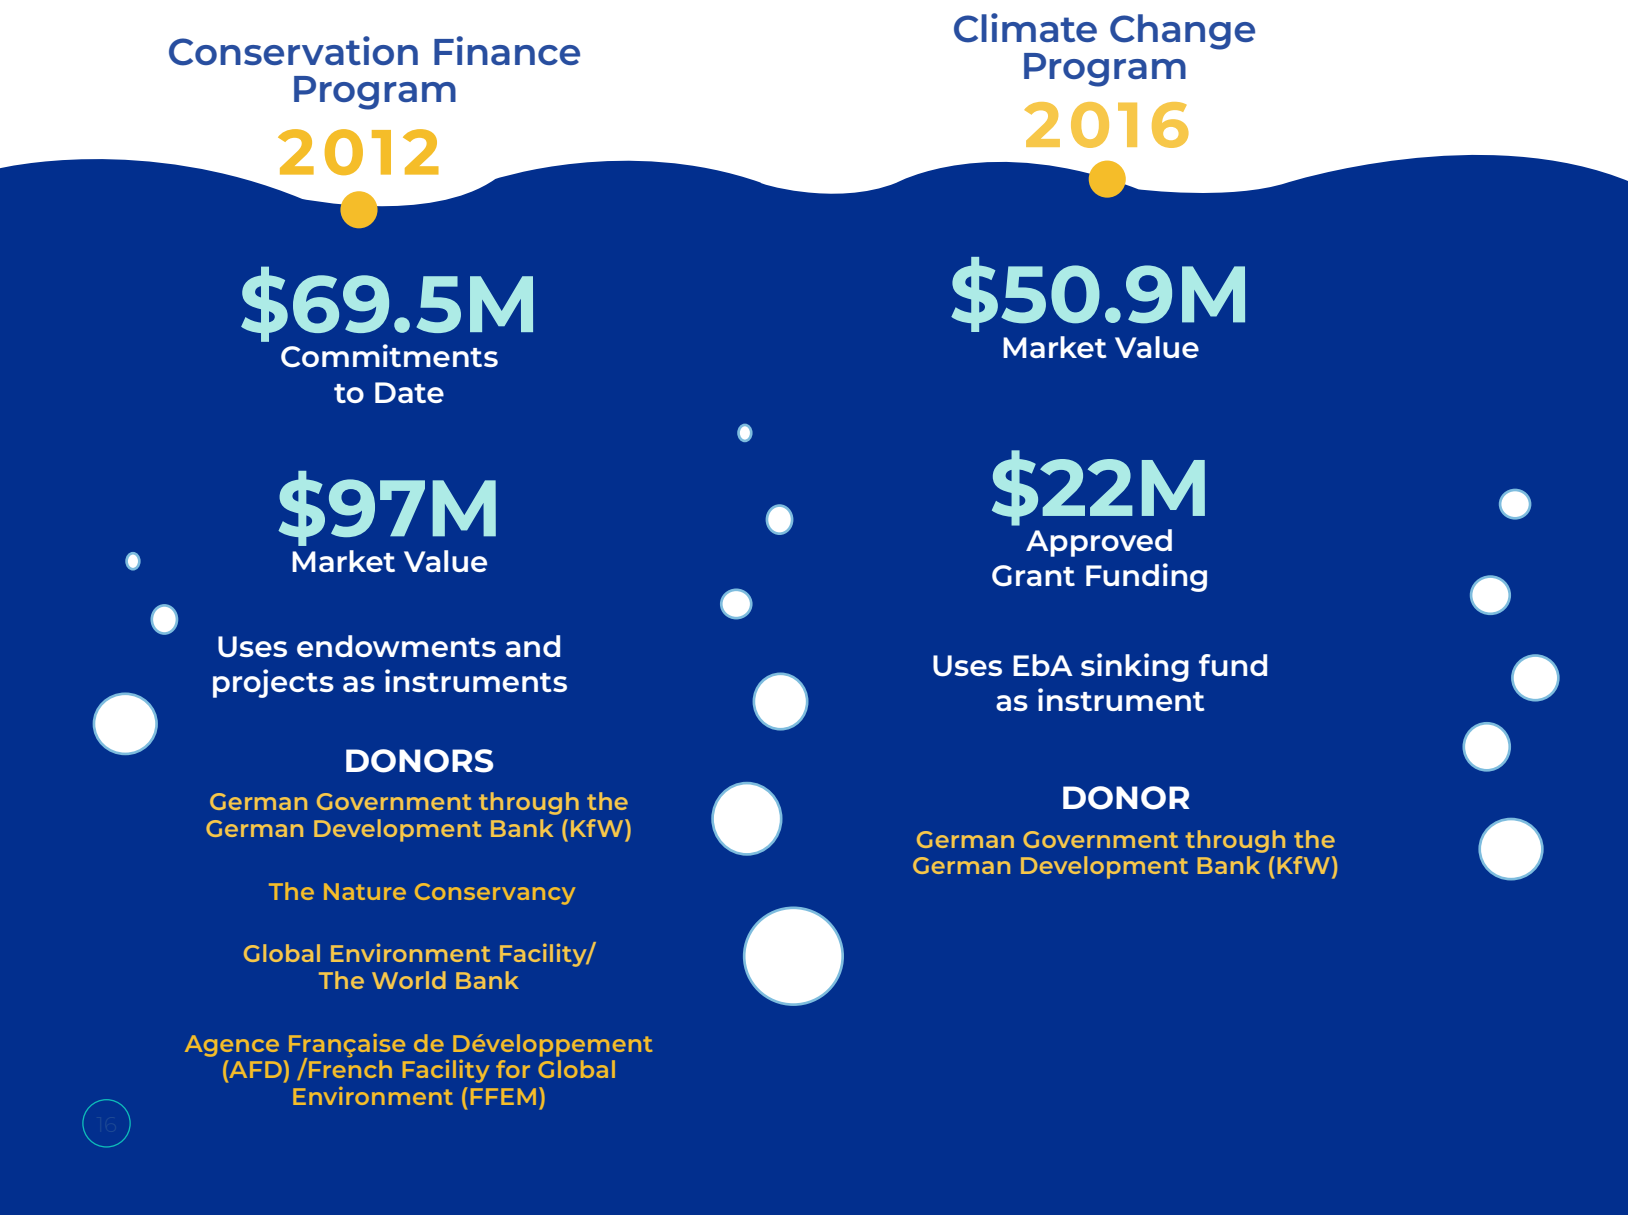 Conservation Finance
Program
2012
$69.5M
Commitments
to Date
$97M
Market Value
Uses endowments and
projects as instruments
DONORS
German Government through the
German Development Bank (KfW)
The Nature Conservancy
Global Environment Facility/
The World Bank
Agence Française de Développement
(AFD) /French Facility for Global
Environment (FFEM)
Climate Change
Program
2016
$50.9M
Market Value
$22M
Approved
Grant Funding
Uses EbA sinking fund
as instrument
DONOR
German Government through the
German Development Bank (KfW)
16